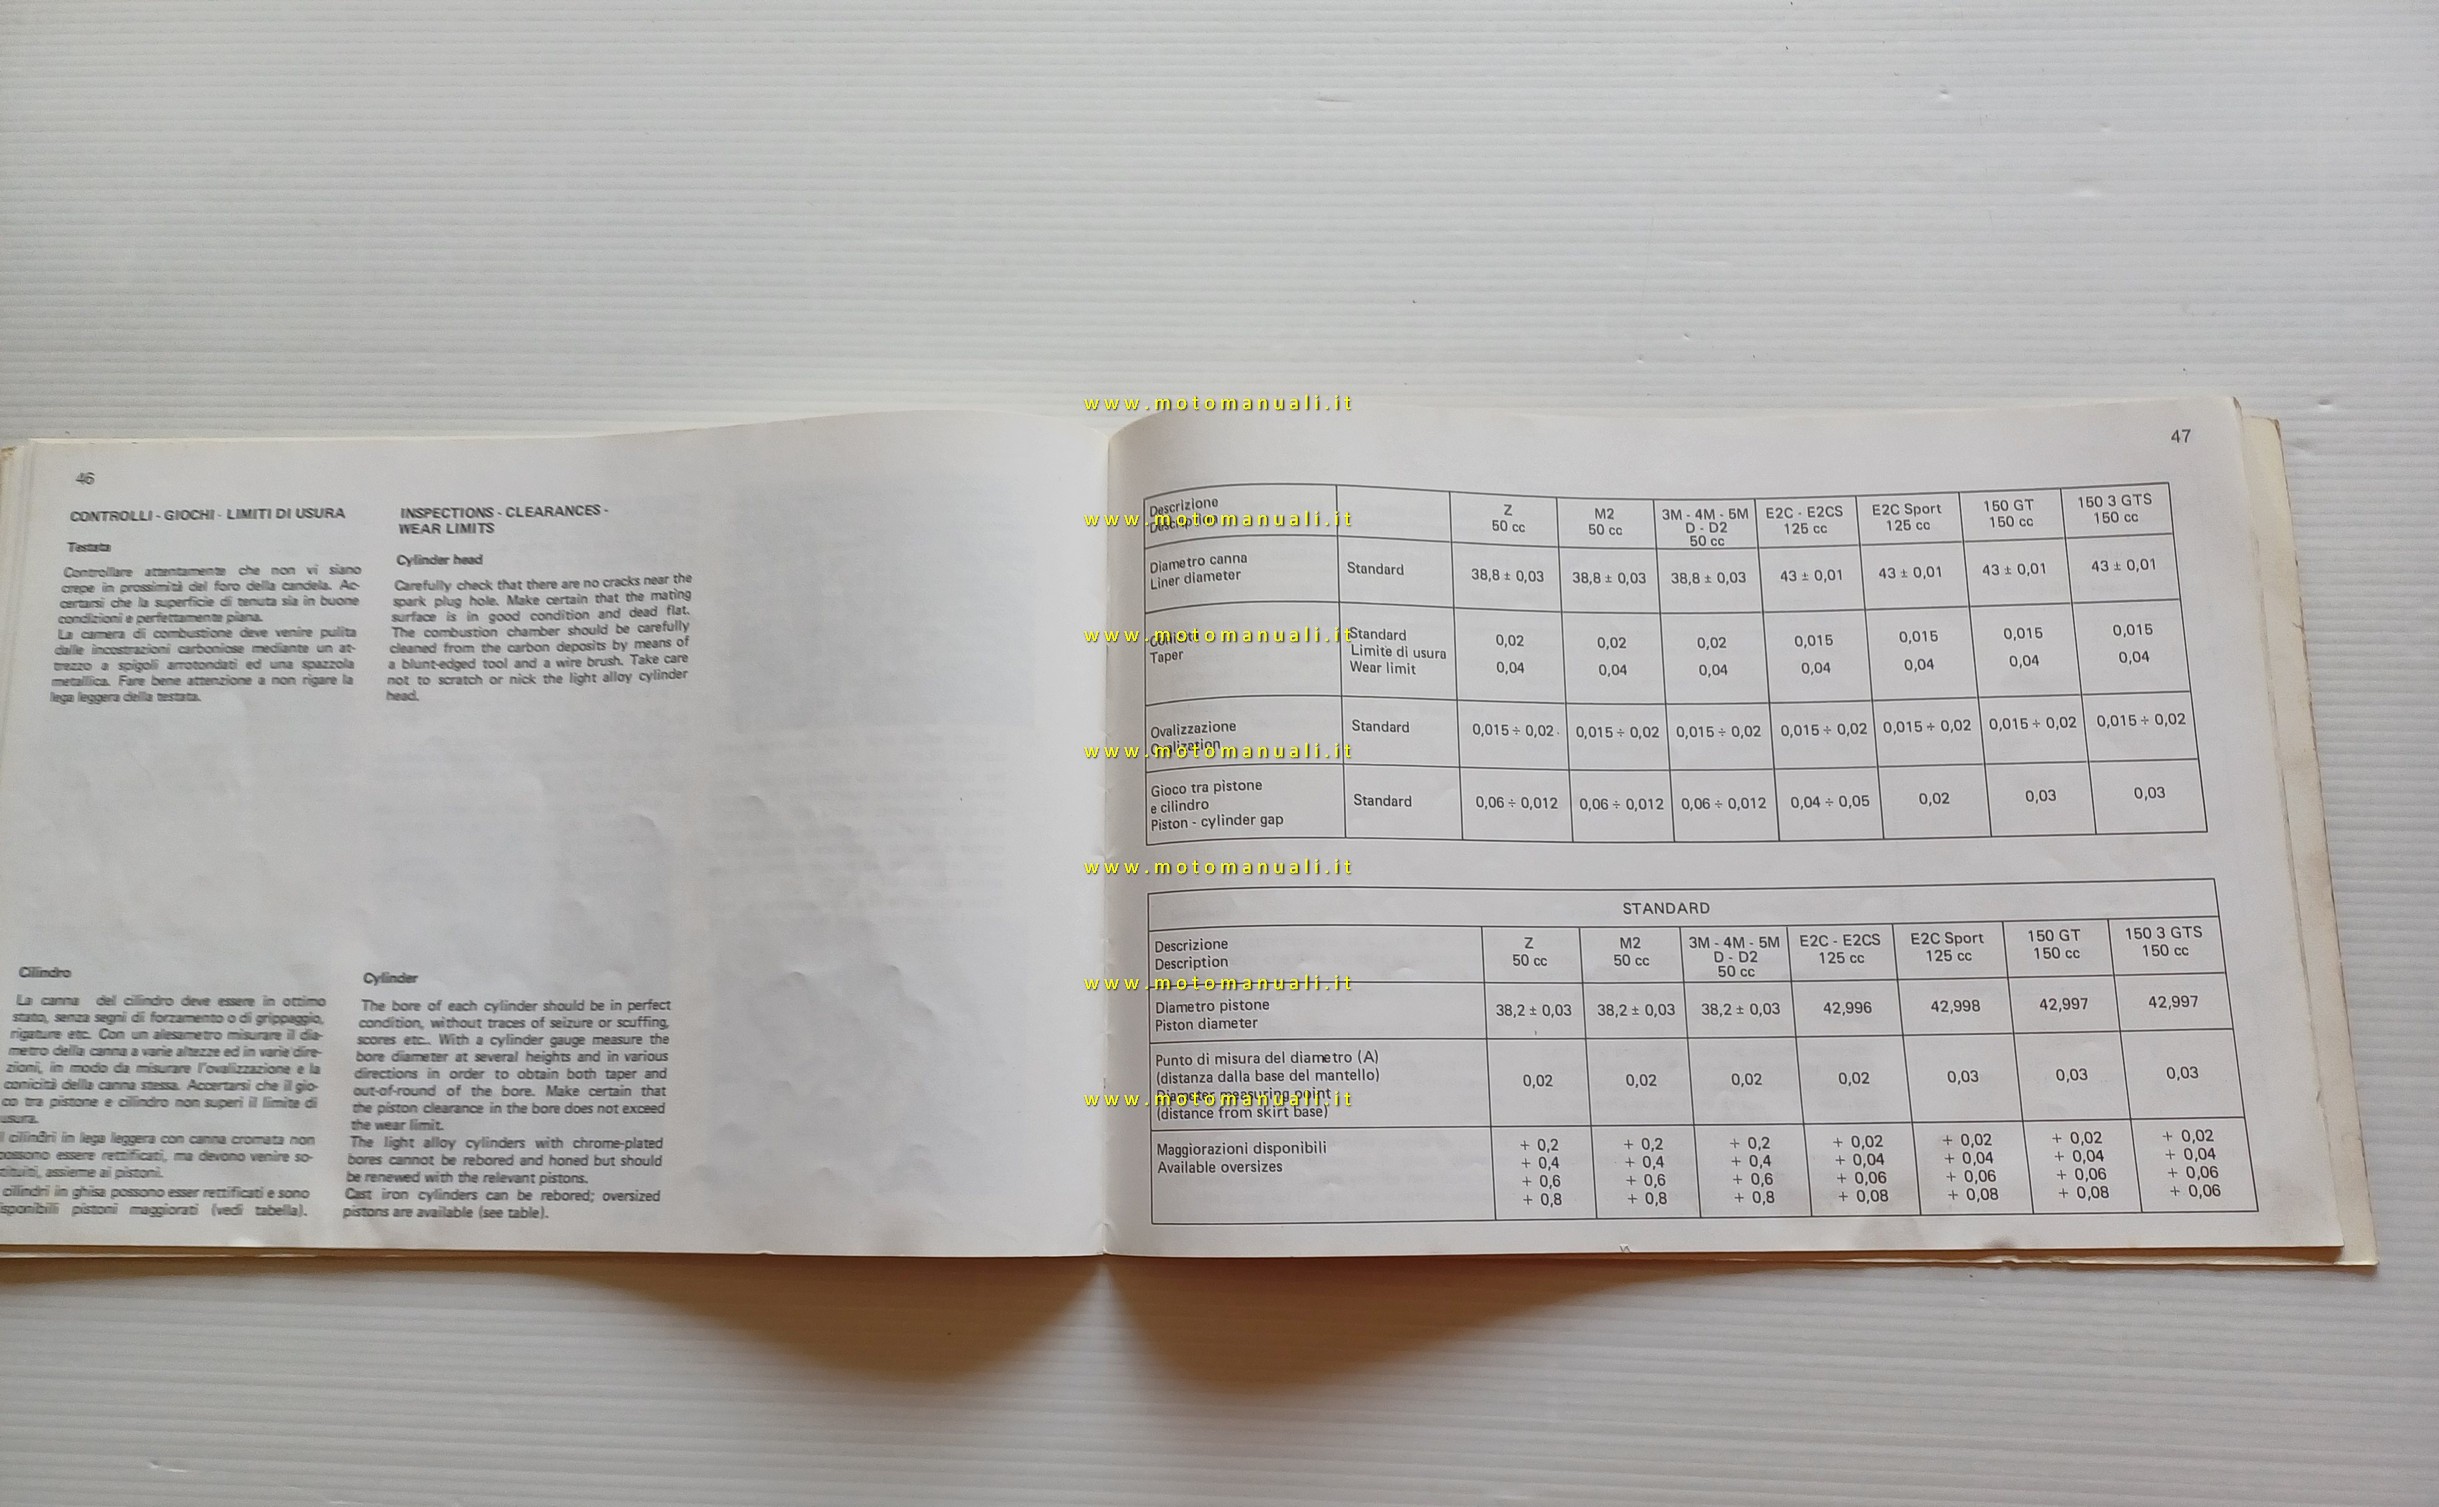 46
CONTROLLI - GIOCHI - LIMITI DI USURA
Testata
Controllare attentamente che non vi siano
crepe in prossimità del foro della candela. Ac-
certarsi che la superficie di tenuta sia in buone
condizioni e perfettamente piana.
La camera di combustione deve venire pulita
dalle incostrazioni carboniose mediante un at-
trezzo a spigoli arrotondati ed una spazzola
metallica. Fare bene attenzione a non rigare la
lega leggera della testata.
INSPECTIONS - CLEARANCES -
WEAR LIMITS
Cylinder head
Carefully check that there are no cracks near the
spark plug hole. Make certain that the mating
surface is in good condition and dead flat.
The combustion chamber should be carefully
cleaned from the carbon deposits by means of
a blunt-edged tool and a wire brush. Take care
not to scratch or nick the light alloy cylinder
head.
Cilindro
La canna del cilindro deve essere in ottimo
stato, senza segni di forzamento o di grippaggio,
rigature etc. Con un alesametro misurare il dia-
metro della canna a varie altezze ed in varie dire-
zioni, in modo da misurare l'ovalizzazione e la
conicità della canna stessa. Accertarsi che il gio-
co tra pistone e cilindro non superi il limite di
usura.
I cilindri in lega leggera con canna cromata non
possono essere rettificati, ma devono venire so-
tituiti, assieme ai pistoni.
cilindri in ghisa possono esser rettificati e sono
sponibili pistoni maggiorati (vedi tabella).
Cylinder
The bore of each cylinder should be in perfect
condition, without traces of seizure or scuffing,
scores etc.. With a cylinder gauge measure the
bore diameter at several heights and in various
directions in order to obtain both taper and
out-of-round of the bore. Make certain that
the piston clearance in the bore does not exceed
the wear limit.
The light alloy cylinders with chrome-plated
bores cannot be rebored and honed but should
be renewed with the relevant pistons.
Cast iron cylinders can be rebored; oversized
pistons are available (see table).
www.motomanuali.it
47
Descrizione Z M2 3M - 4M - 5M E2C - E2CS E2C Sport 150 GT 150 3 GTS
Description 50 cc 50 cc D - D2 125 cc 125 cc 150 cc 150 cc
50 cc
www.motomanuali.it
Diametro canna
Liner diameter Standard 38,8 ± 0,03 38,8 ± 0,03 38,8 ± 0,03 43 ± 0,01 43 ± 0,01 43 ± 0,01 43 ± 0,01
www.motomanuali.it
Standard 0,02 0,02 0,02 0,015 0,015 0,015 0,015
Taper Limite di usura
Wear limit 0,04 0,04 0,04 0,04 0,04 0,04 0,04
Ovalizzazione Standard 0,015 ÷ 0,02 0,015 ÷ 0,02 0,015 ÷ 0,02 0,015 ÷ 0,02 0,015 ÷ 0,02 0,015 ÷ 0,02 0,015 ÷ 0,02
Ovalization
www.motomanuali.it
Gioco tra pistone
e cilindro Standard 0,06 ÷ 0,012 0,06 ÷ 0,012 0,06 ÷ 0,012 0,04 ÷ 0,05 0,02 0,03 0,03
Piston - cylinder gap
www.motomanuali.it
STANDARD
Descrizione Z M2 3M - 4M - 5M E2C - E2CS E2C Sport 150 GT 150 3 GTS
Description 50 cc 50 cc D - D2 125 cc 125 cc 150 cc 150 cc
50 cc
www.motomanuali.it
Diametro pistone 38,2 ± 0,03 38,2 ± 0,03 38,2 ± 0,03 42,996 42,998 42,997 42,997
Piston diameter
Punto di misura del diametro (A)
(distanza dalla base del mantello) 0,02 0,02 0,02 0,02 0,03 0,03 0,03
Diameter measuring point
(distance from skirt base)
www.motomanuali.it
Maggiorazioni disponibili + 0,2 + 0,2 + 0,2 + 0,02 + 0,02 + 0,02 + 0,02
Available oversizes + 0,4 + 0,4 + 0,4 + 0,04 + 0,04 + 0,04 + 0,04
+ 0,6 + 0,6 + 0,6 + 0,06 + 0,06 + 0,06 + 0,06
+ 0,8 + 0,8 + 0,8 + 0,08 + 0,08 + 0,08 + 0,06